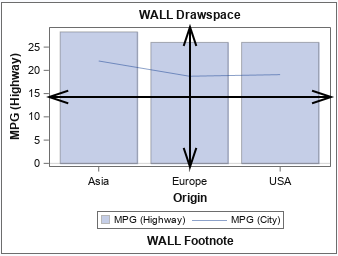 WALL Drawspace
MPG (Highway)
25
20
15
10
5
0
Asia Europe USA
Origin
MPG (Highway) MPG (City)
WALL Footnote